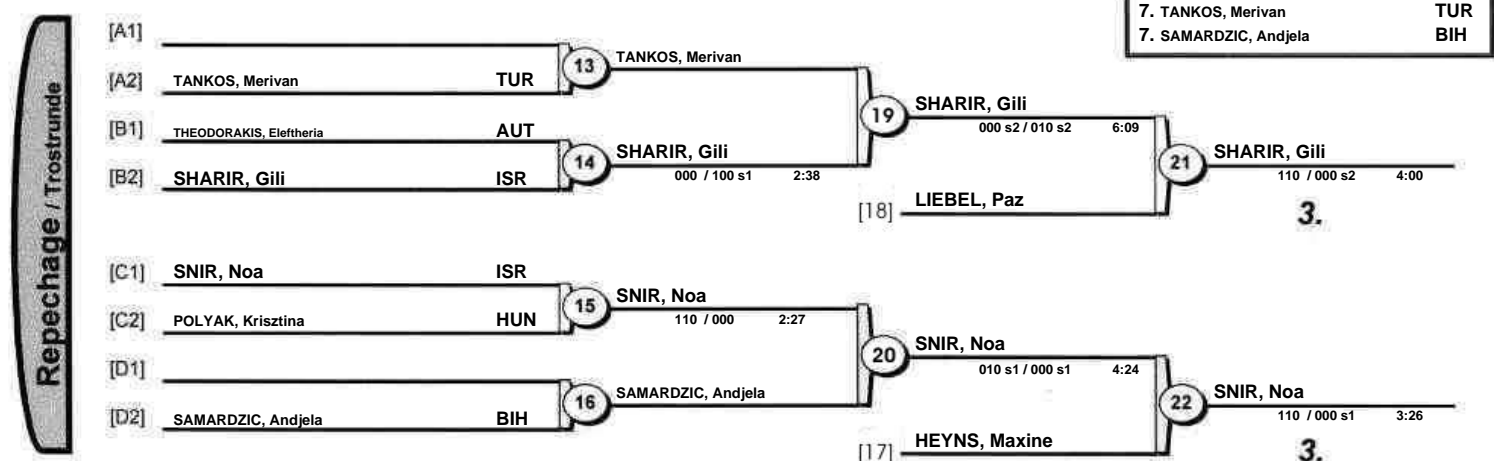 7. TANKOS, Merivan TUR
7. SAMARDZIC, Andjela BIH
Repechage / Trostrunde
[A1]
[A2] TANKOS, Merivan TUR
13 TANKOS, Merivan
[B1] THEODORAKIS, Eleftheria AUT
[B2] SHARIR, Gili ISR
14 SHARIR, Gili
000 / 100 s1 2:38
19 SHARIR, Gili
000 s2 / 010 s2 6:09
[18] LIEBEL, Paz
21 SHARIR, Gili
110 / 000 s2 4:00
3.
[C1] SNIR, Noa ISR
[C2] POLYAK, Krisztina HUN
15 SNIR, Noa
110 / 000 2:27
[D1]
[D2] SAMARDZIC, Andjela BIH
16 SAMARDZIC, Andjela
20 SNIR, Noa
010 s1 / 000 s1 4:24
[17] HEYNS, Maxine
22 SNIR, Noa
110 / 000 s1 3:26
3.